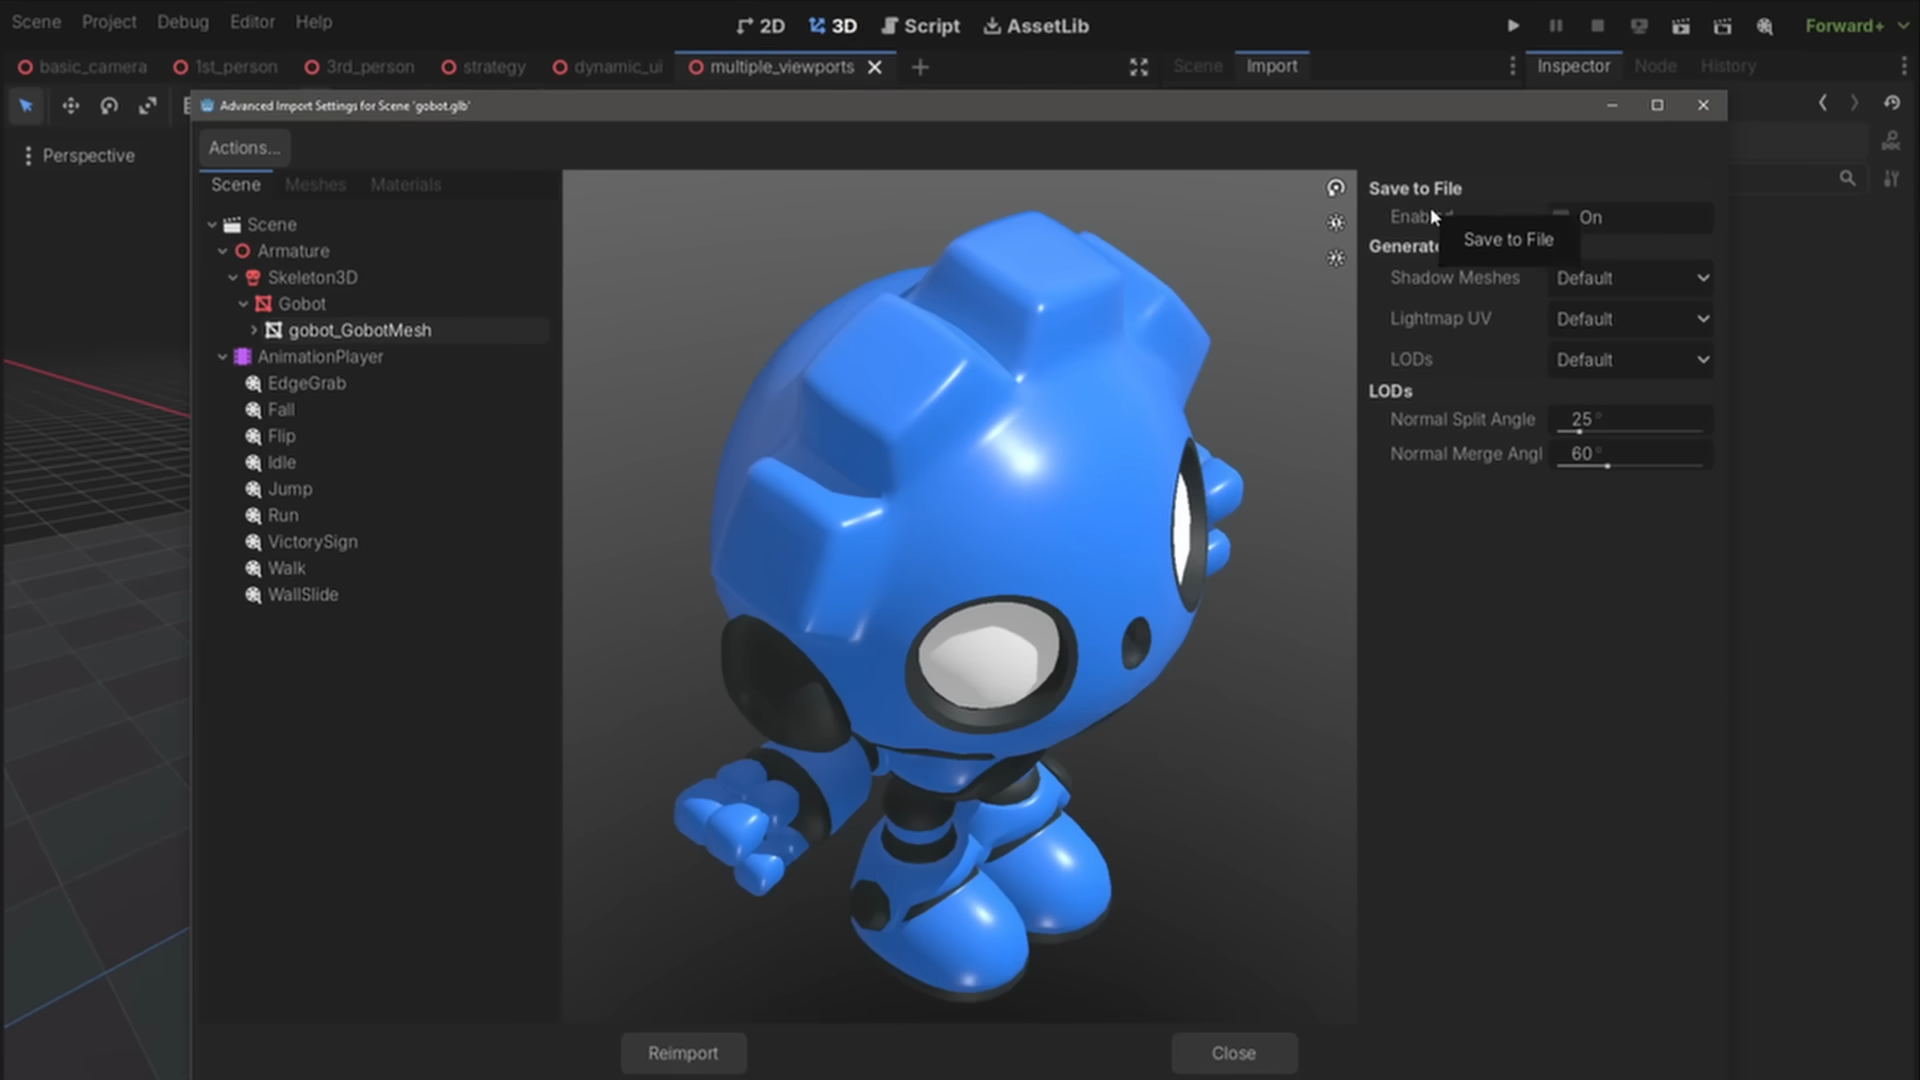 Scene Project Debug Editor Help
2D 3D Script AssetLib
Forward+
basic_camera 1st_person 3rd_person strategy dynamic_ui multiple_viewports
Scene Import
Inspector Node History
Advanced Import Settings for Scene 'gobot.glb'
Perspective
Actions...
Scene Meshes Materials
Scene
Armature
Skeleton3D
Gobot
gobot_GobotMesh
AnimationPlayer
EdgeGrab
Fall
Flip
Idle
Jump
Run
VictorySign
Walk
WallSlide
Save to File
On
Save to File
Shadow Meshes Default
Lightmap UV Default
LODs Default
LODs
Normal Split Angle 25 °
Normal Merge Angl 60 °
Reimport Close